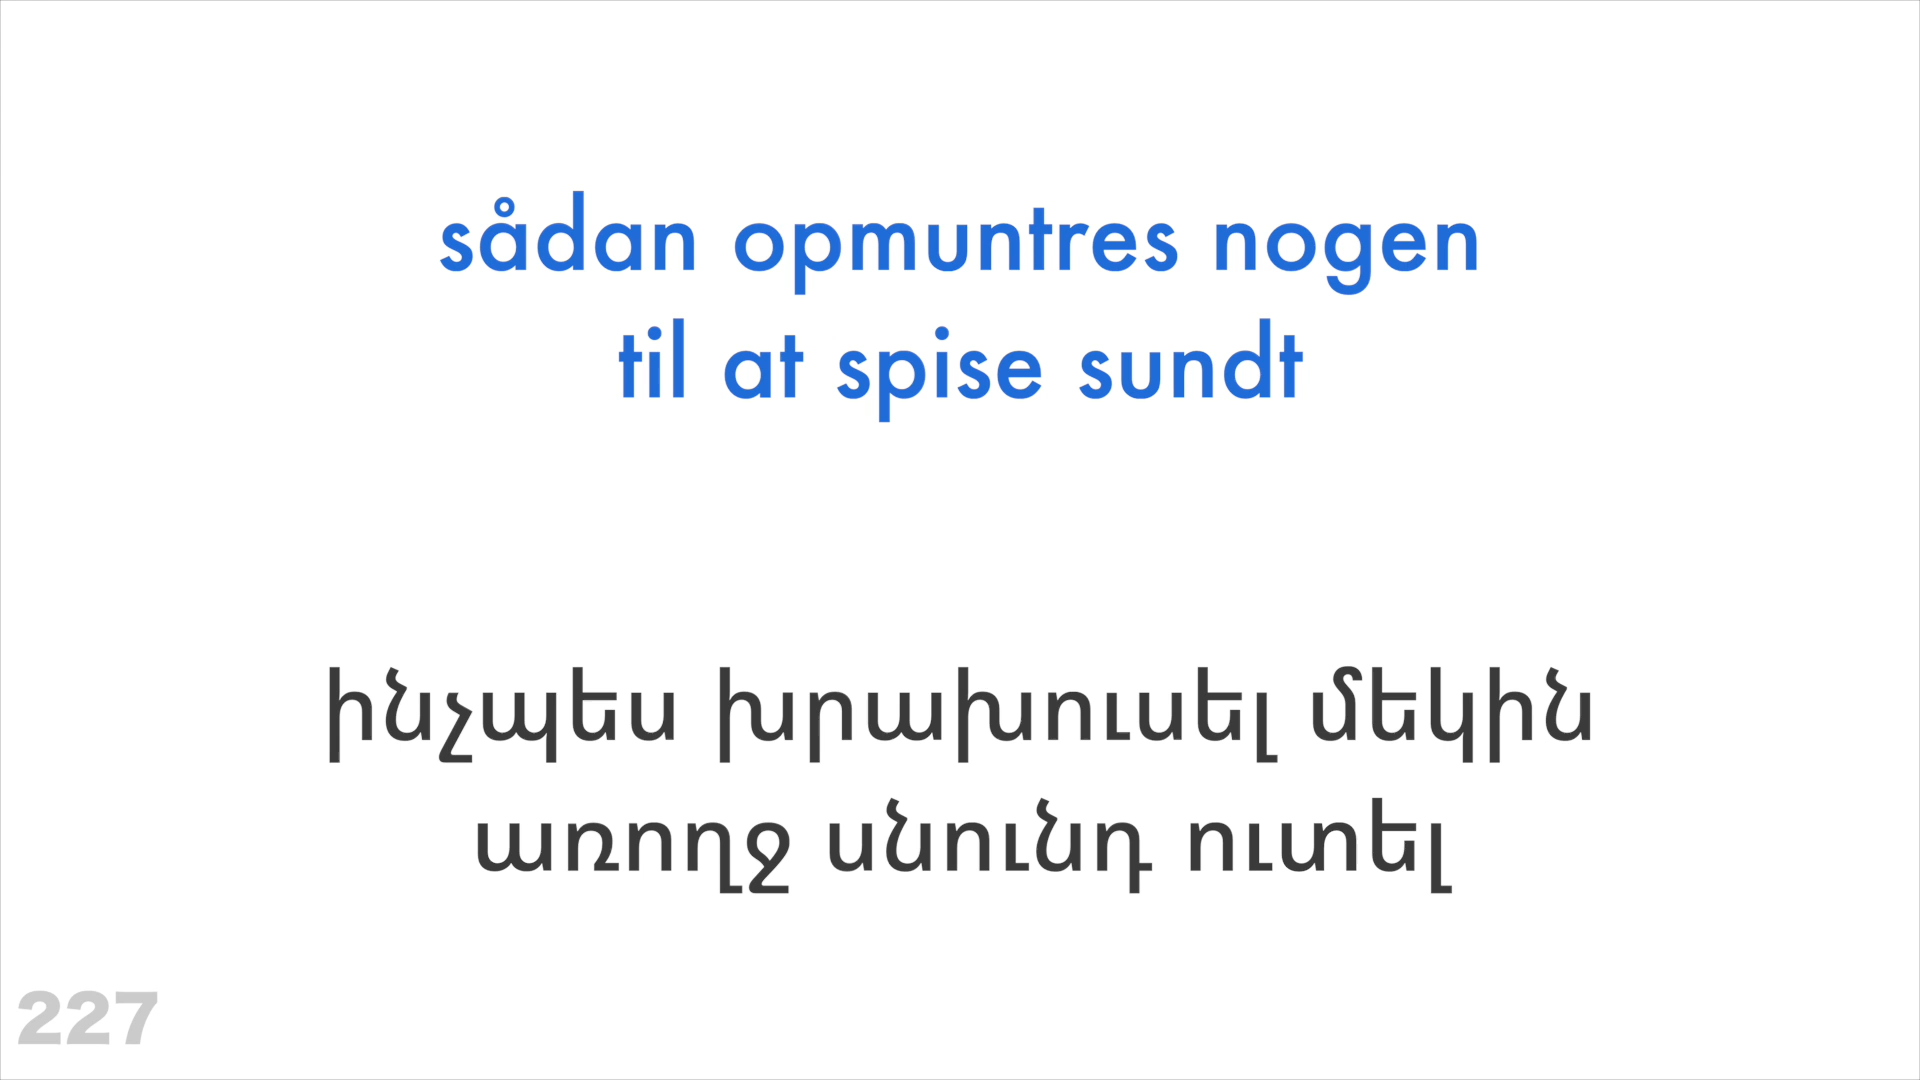 sådan opmuntres nogen
til at spise sundt
ինչպես խրախուսել մեկին
առողջ սնունդ ուտել
227